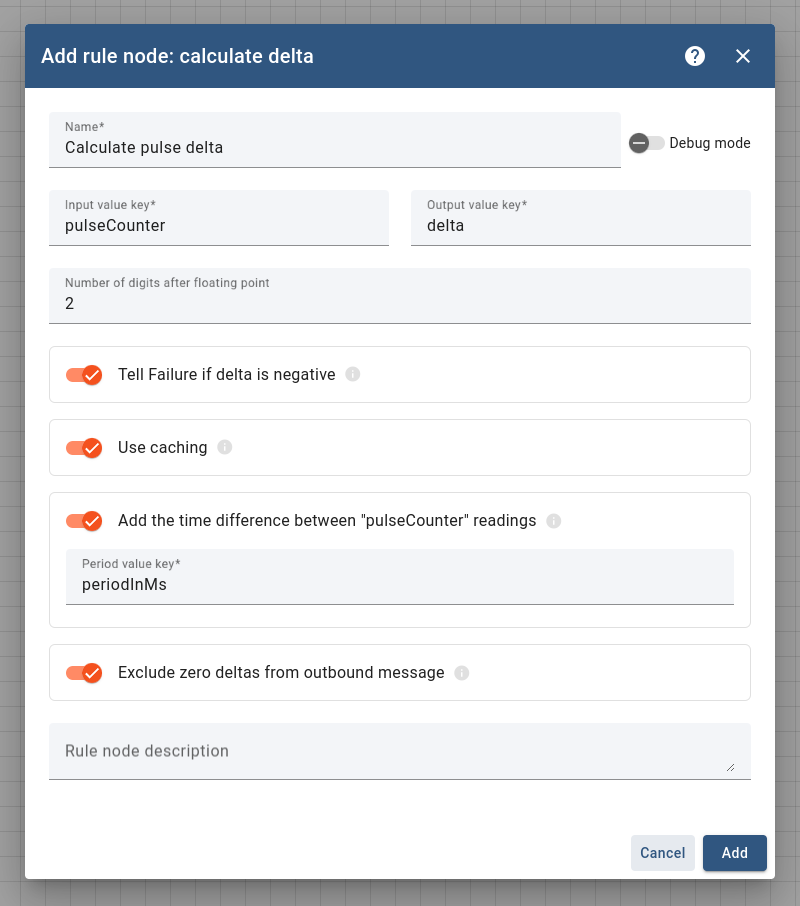 Add rule node: calculate delta
Name*
Calculate pulse delta
Debug mode
Input value key*
pulseCounter
Output value key*
delta
Number of digits after floating point
2
Tell Failure if delta is negative
Use caching
Add the time difference between "pulseCounter" readings
Period value key*
periodInMs
Exclude zero deltas from outbound message
Rule node description
Cancel
Add